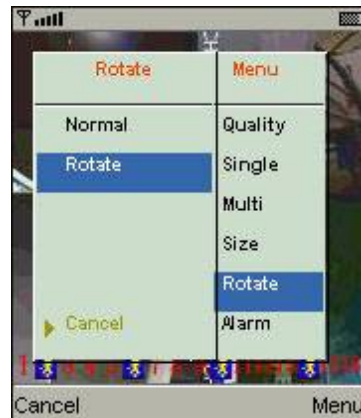 Rotate
Normal
Rotate
Cancel
Menu
Quality
Single
Multi
Size
Rotate
Alarm
Cancel
Menu